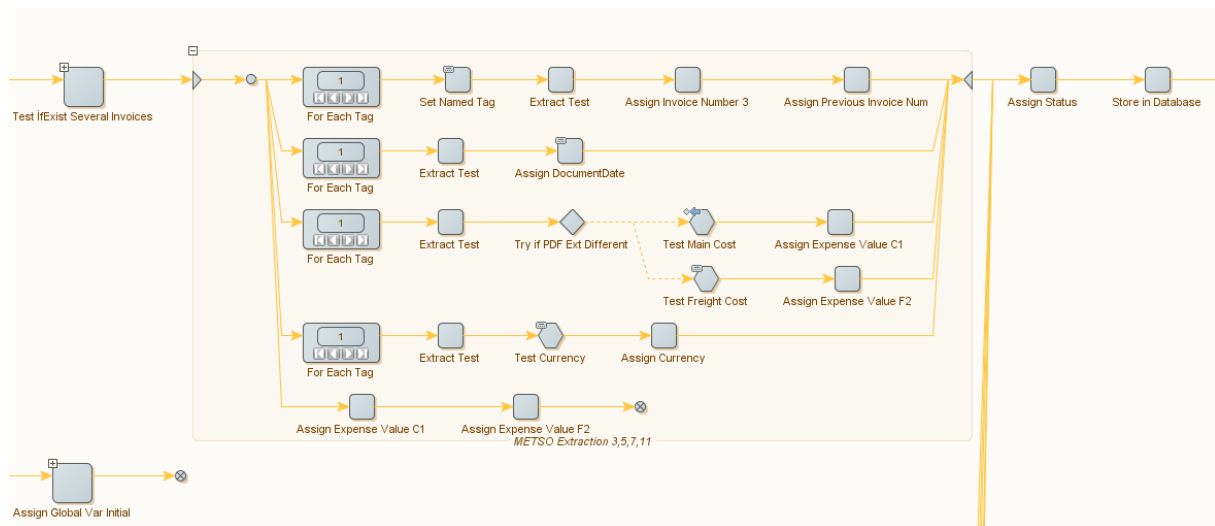 1
Set Named Tag
Extract Test
Assign Invoice Number 3
Assign Previous Invoice Num
Assign Status
Store in Database
Test İfExist Several Invoices
For Each Tag
1
Extract Test
Assign DocumentDate
For Each Tag
1
Extract Test
Try if PDF Ext Different
Test Main Cost
Assign Expense Value C1
For Each Tag
Test Freight Cost
Assign Expense Value F2
1
Extract Test
Test Currency
Assign Currency
For Each Tag
Assign Expense Value C1
Assign Expense Value F2
METSO Extraction 3,5,7,11
Assign Global Var Initial